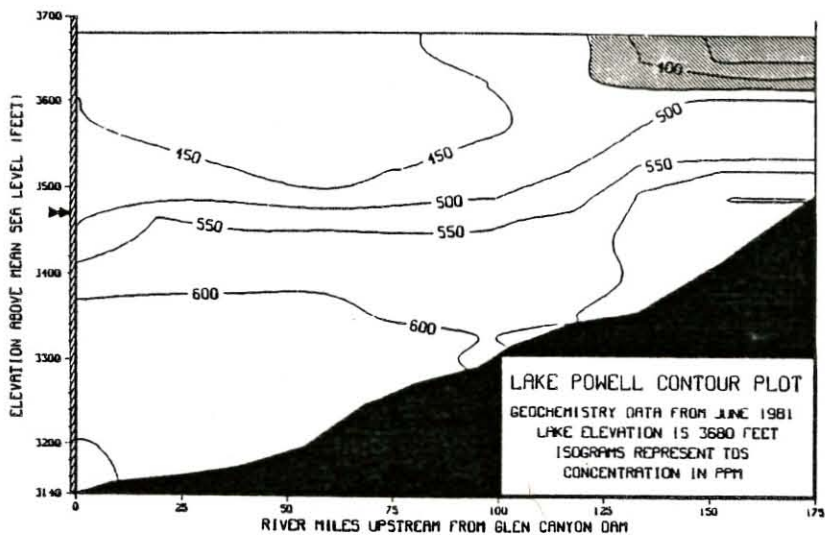 3700
3600
3500
3400
3300
3200
3140
ELEVATION ABOVE MEAN SEA LEVEL (FEET)
100
500
450
450
550
500
550
600
600
LAKE POWELL CONTOUR PLOT
GEOCHEMISTRY DATA FROM JUNE 1981
LAKE ELEVATION IS 3680 FEET
ISOGRAMS REPRESENT TDS
CONCENTRATION IN PPM
0 25 50 75 100 125 150 175
RIVER MILES UPSTREAM FROM GLEN CANYON DAM